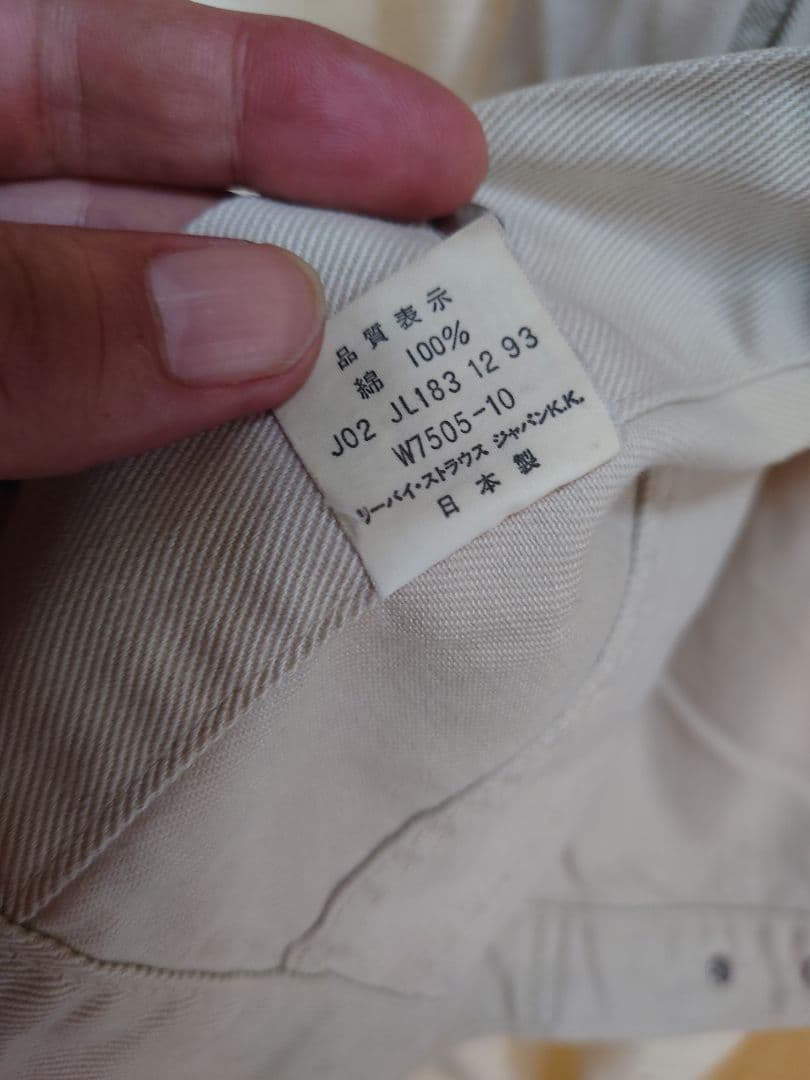 品質表示
綿 100%
J02 JL183 12 93
W7505-10
リーバイ・ストラウス ジャパンK.K.
日本製